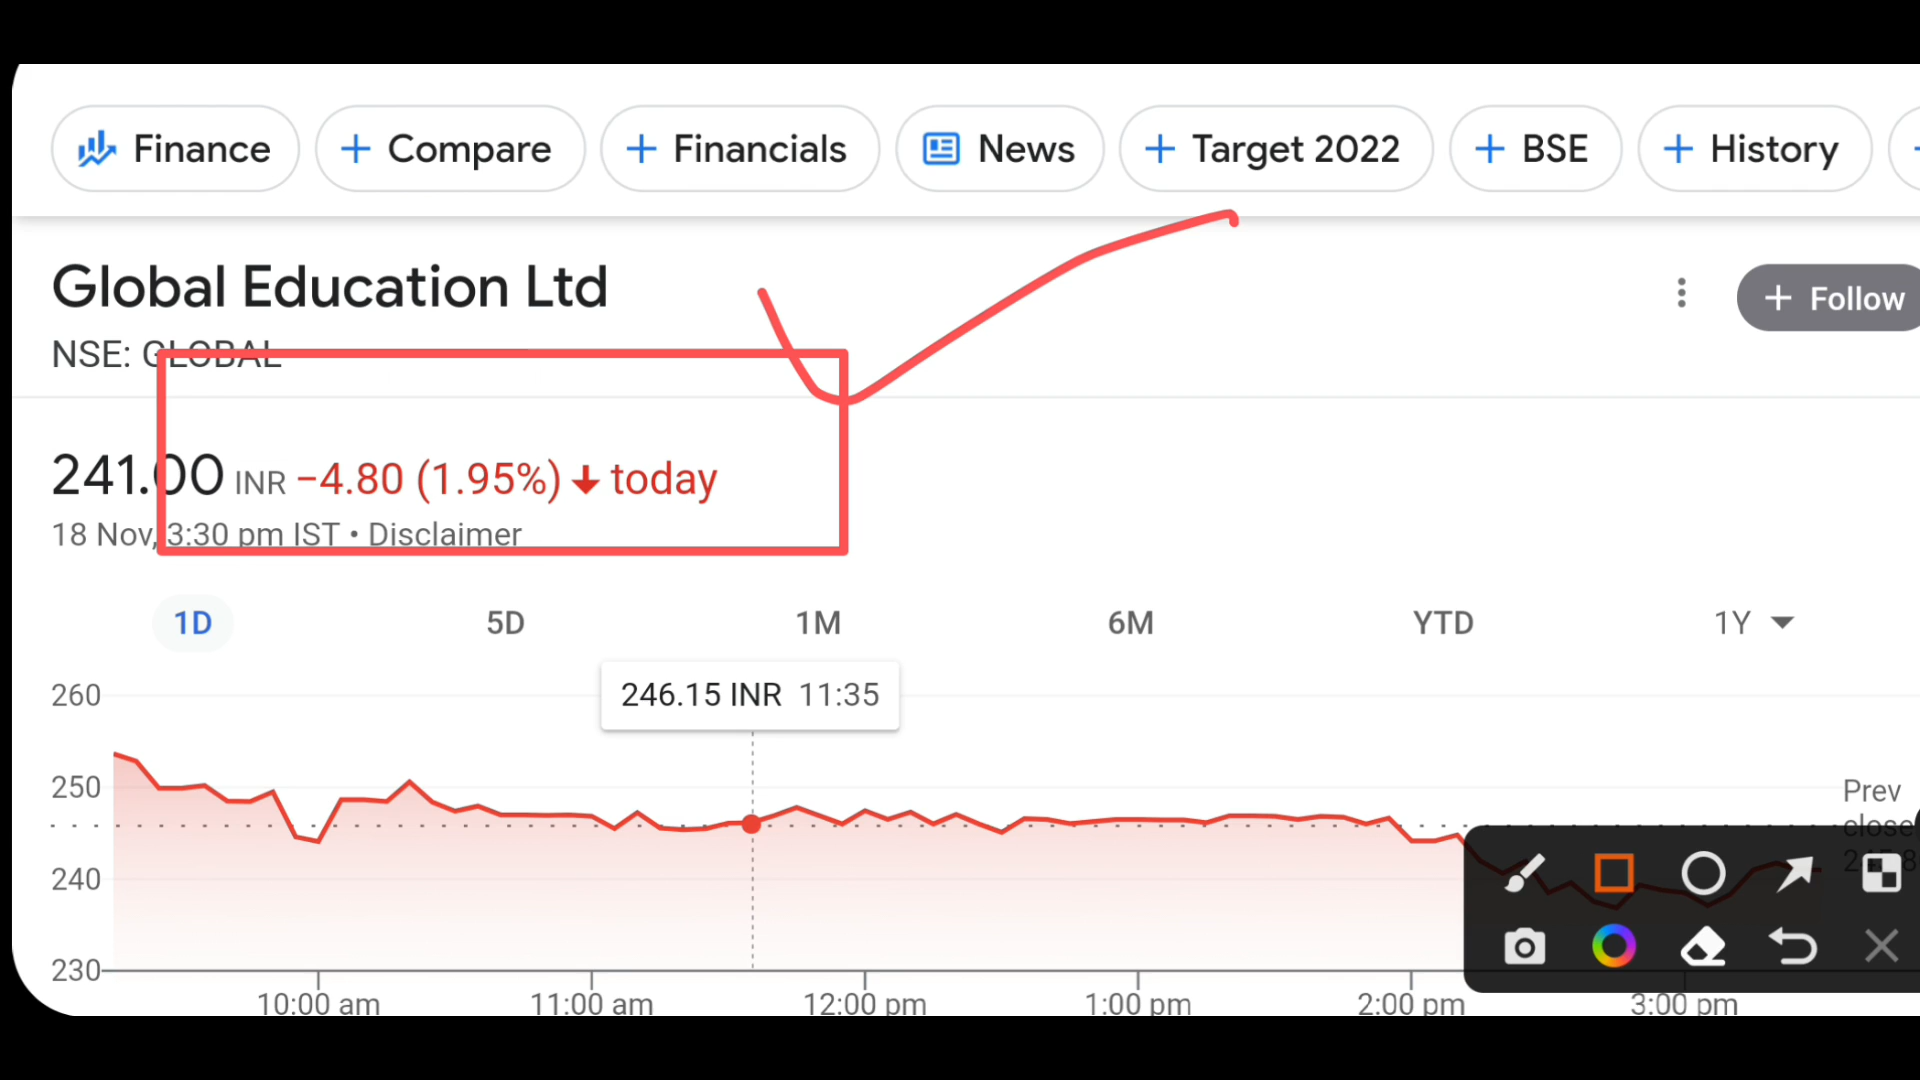 Finance + Compare + Financials News + Target 2022 + BSE + History
Global Education Ltd
+ Follow
NSE: GLOBAL
241.00 INR −4.80 (1.95%) ↓ today
18 Nov, 3:30 pm IST • Disclaimer
1D 5D 1M 6M YTD 1Y
246.15 INR 11:35
260
250
240
230
Prev
close
10:00 am 11:00 am 12:00 pm 1:00 pm 2:00 pm 3:00 pm